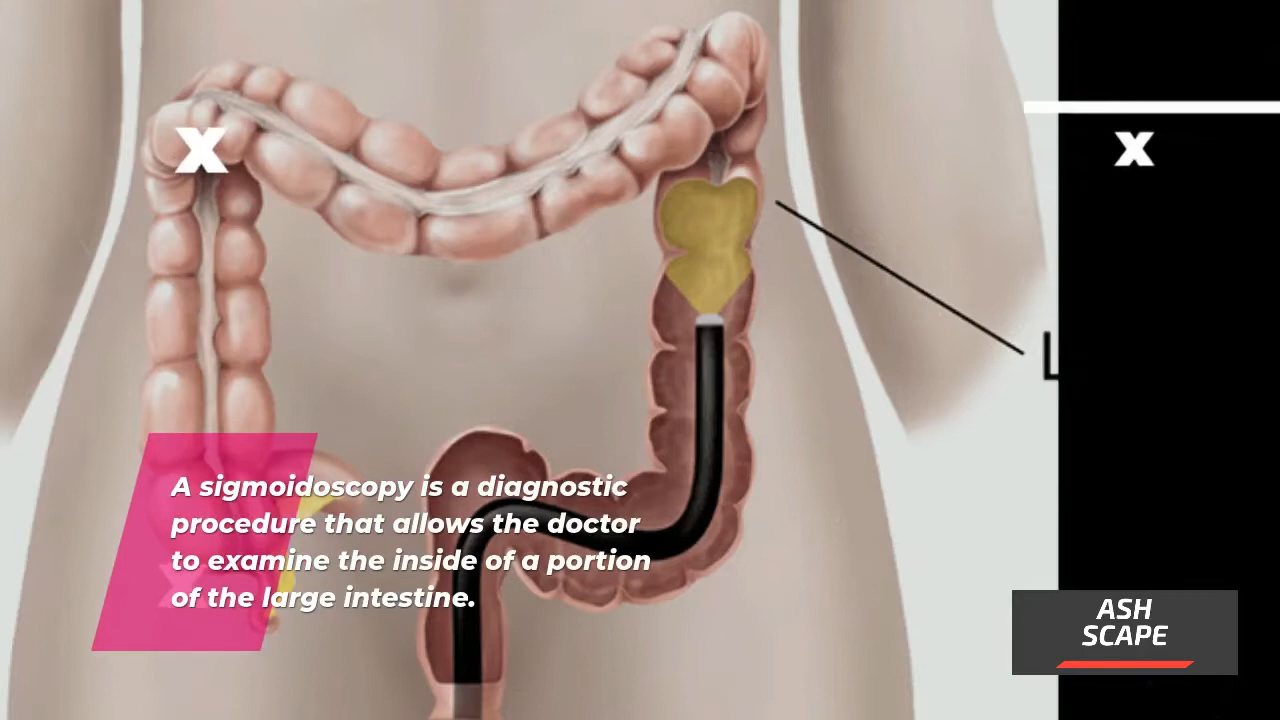 X
X
L
A sigmoidoscopy is a diagnostic
procedure that allows the doctor
to examine the inside of a portion
of the large intestine.
ASH
SCAPE